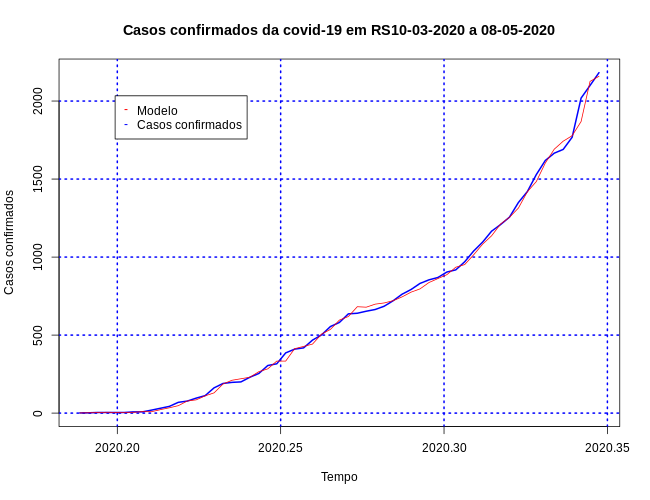 Casos confirmados da covid-19 em RS10-03-2020 a 08-05-2020
Casos confirmados
2000
1500
1000
500
0
- Modelo
- Casos confirmados
2020.20 2020.25 2020.30 2020.35
Tempo